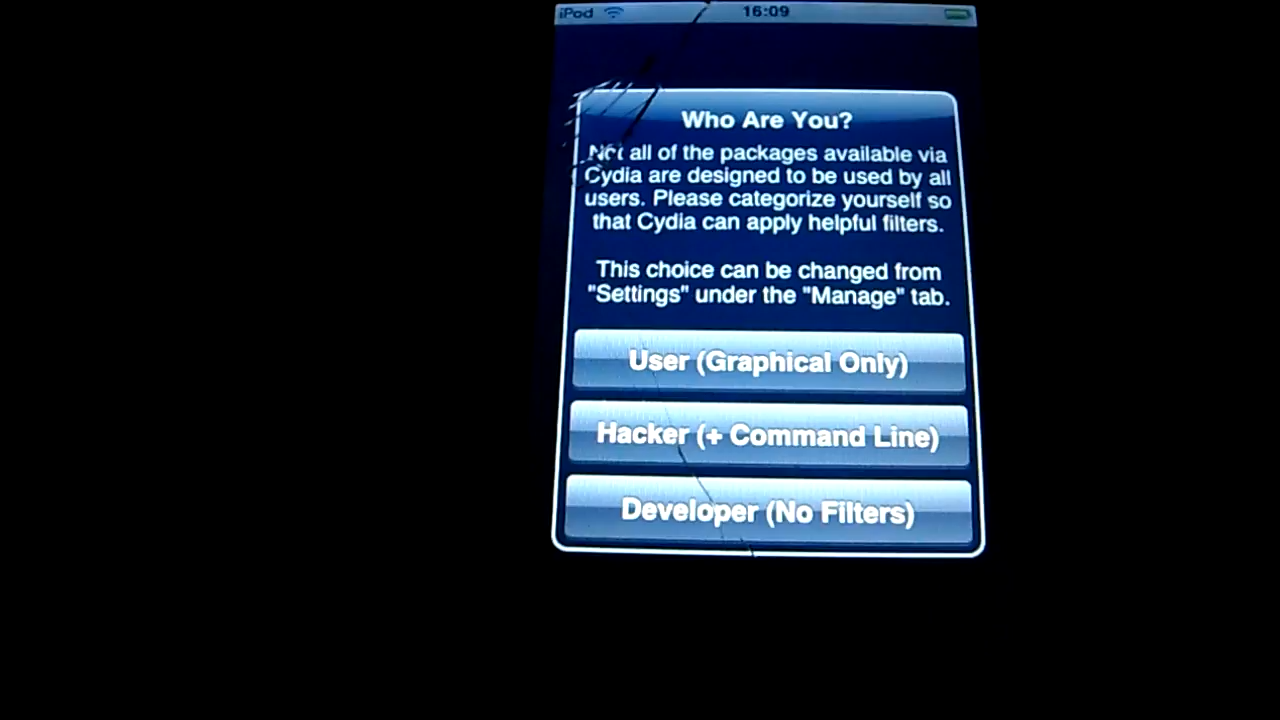 iPod 16:09
Who Are You?
Not all of the packages available via
Cydia are designed to be used by all
users. Please categorize yourself so
that Cydia can apply helpful filters.
This choice can be changed from
"Settings" under the "Manage" tab.
User (Graphical Only)
Hacker (+ Command Line)
Developer (No Filters)